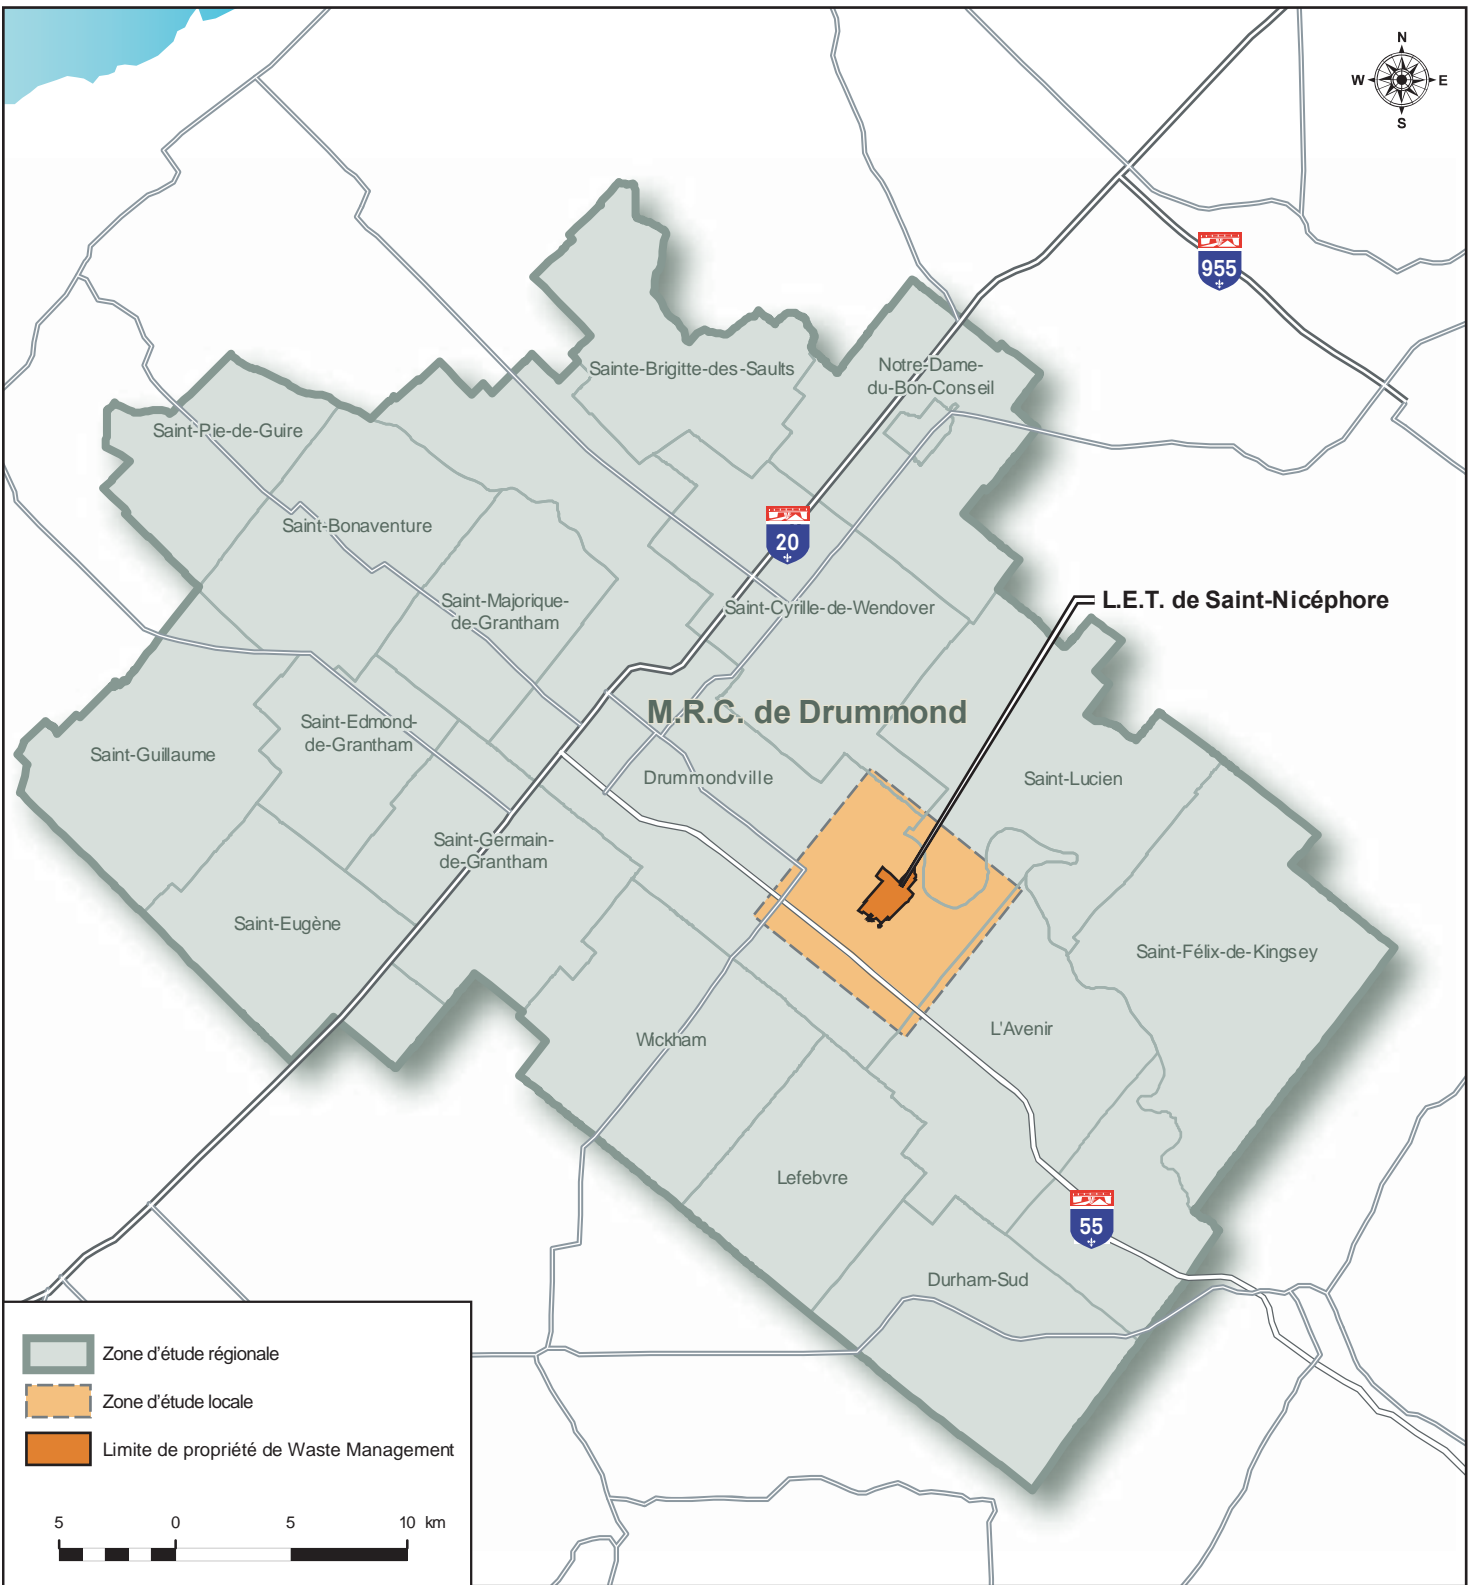 N
W E
S
955
Sainte-Brigitte-des-Saults
Notre-Dame-
du-Bon-Conseil
Saint-Pie-de-Guire
Saint-Bonaventure
20
Saint-Majorique-
de-Grantham
Saint-Cyrille-de-Wendover
L.E.T. de Saint-Nicéphore
M.R.C. de Drummond
Saint-Edmond-
de-Grantham
Saint-Guillaume
Drummondville
Saint-Lucien
Saint-Germain-
de-Grantham
Saint-Eugène
Saint-Félix-de-Kingsey
L'Avenir
Wickham
Lefebvre
55
Durham-Sud
Zone d'étude régionale
Zone d'étude locale
Limite de propriété de Waste Management
5 0 5 10 km